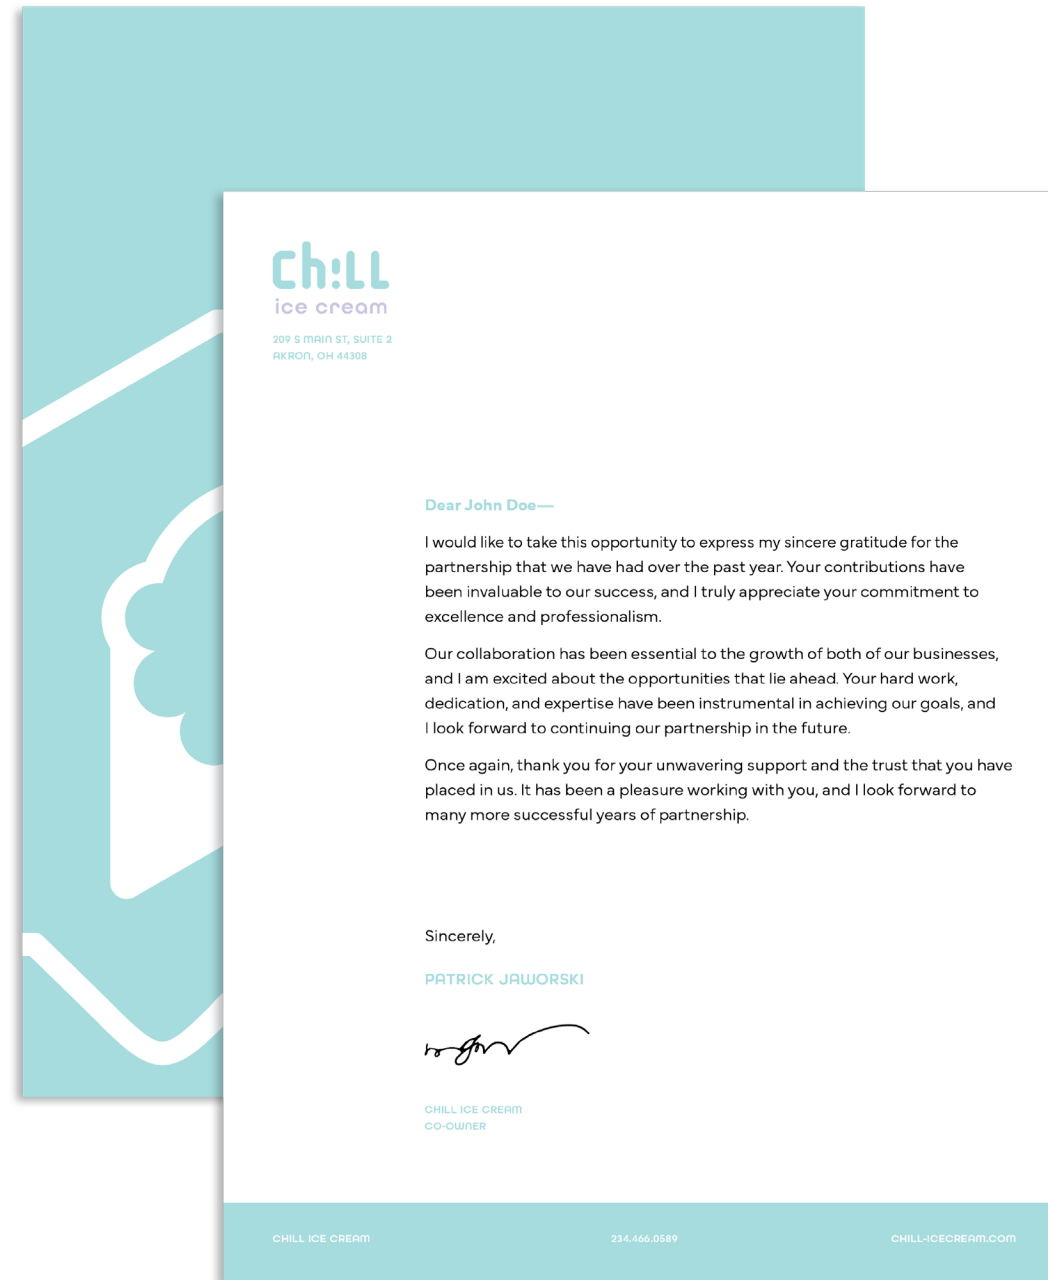 chill
ice cream
209 S MAIN ST, SUITE 2
AKRON, OH 44308
Dear John Doe—
I would like to take this opportunity to express my sincere gratitude for the
partnership that we have had over the past year. Your contributions have
been invaluable to our success, and I truly appreciate your commitment to
excellence and professionalism.
Our collaboration has been essential to the growth of both of our businesses,
and I am excited about the opportunities that lie ahead. Your hard work,
dedication, and expertise have been instrumental in achieving our goals, and
I look forward to continuing our partnership in the future.
Once again, thank you for your unwavering support and the trust that you have
placed in us. It has been a pleasure working with you, and I look forward to
many more successful years of partnership.
Sincerely,
PATRICK JAWORSKI
CHILL ICE CREAM
CO-OWNER
CHILL ICE CREAM
234.466.0589
CHILL-ICECREAM.COM